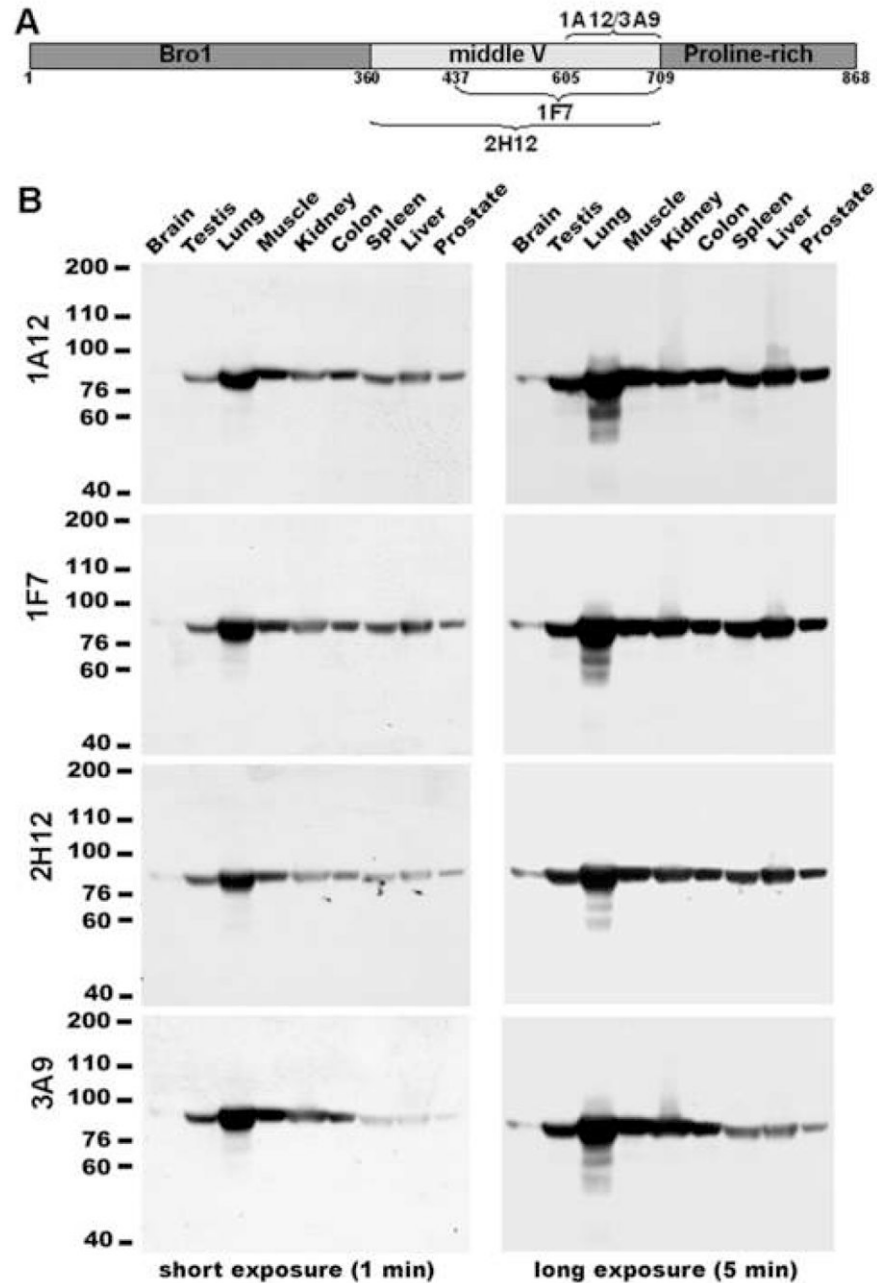 A
1A12/3A9
Bro1 middle V Proline-rich
1 360 437 605 709 868
1F7
2H12
B
Brain Testis Lung Muscle Kidney Colon Spleen Liver Prostate Brain Testis Lung Muscle Kidney Colon Spleen Liver Prostate
1A12
200
110
100
76
60
40
1F7
200
110
100
76
60
40
2H12
200
110
100
76
60
40
3A9
200
110
100
76
60
40
short exposure (1 min) long exposure (5 min)